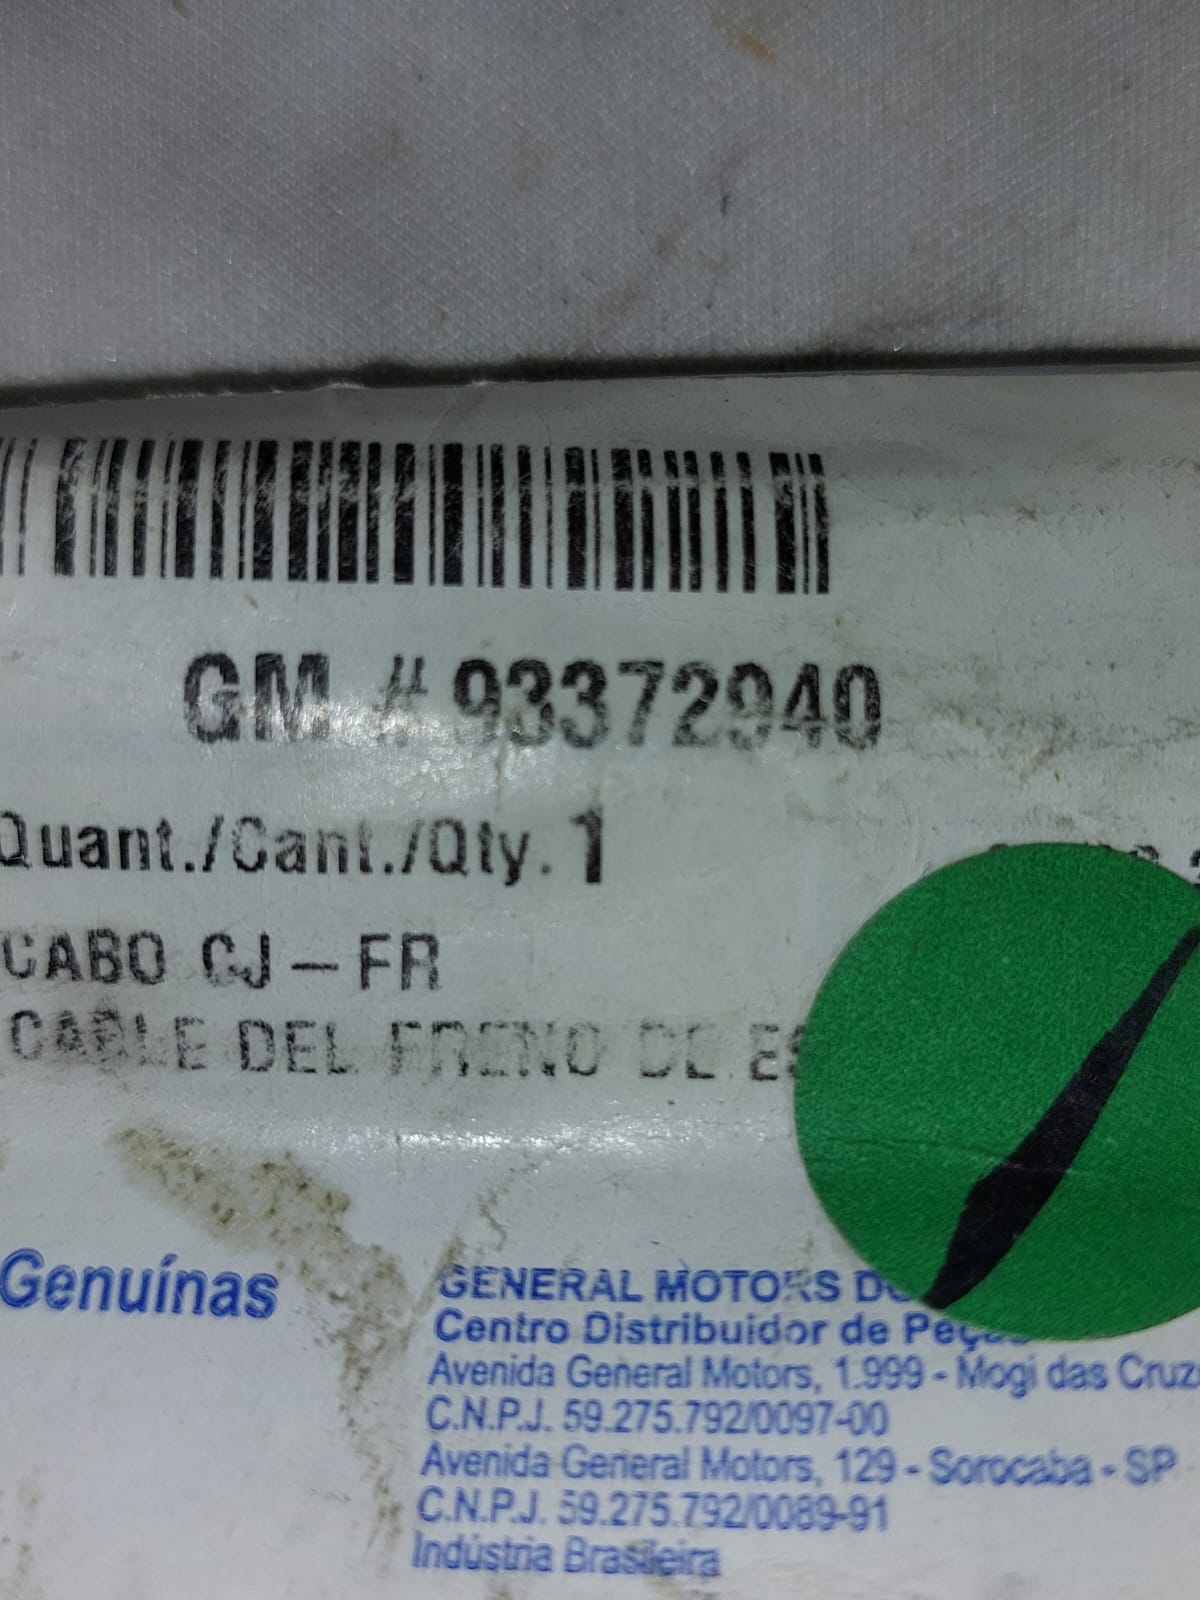 GM # 93372940
Quant./Cant./Qty. 1
CABO CJ-FR
CABLE DEL FRENO DE
Genuínas
GENERAL MOTORS
Centro Distribuidor de Peças
Avenida General Motors, 1.999 - Mogi das
C.N.P.J. 59.275.792/0097-00
Avenida General Motors, 129 - Sorocaba - SP
C.N.P.J. 59.275.792/0089-91
Indústria Brasileira